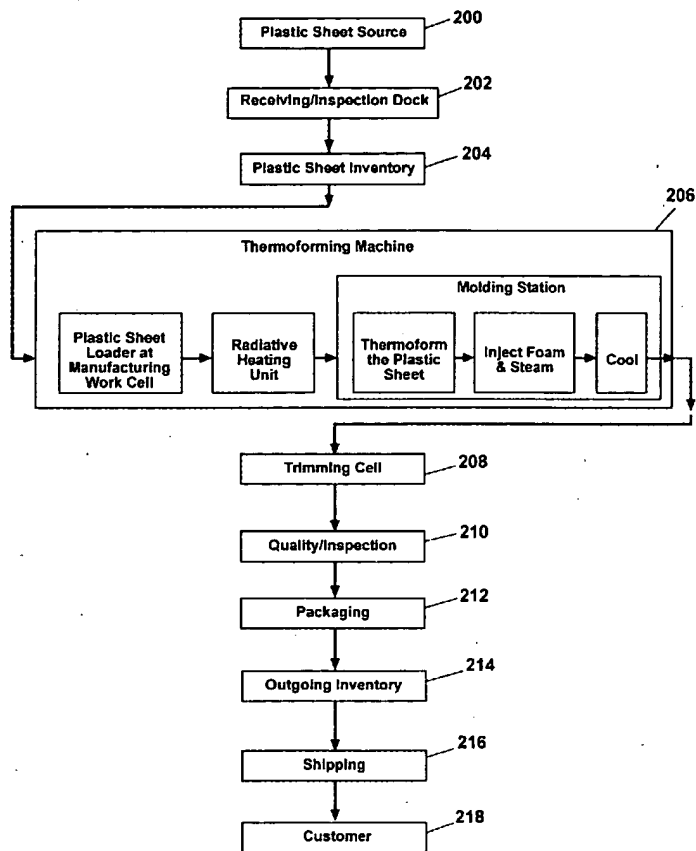 Plastic Sheet Source
200
Receiving/Inspection Dock
202
Plastic Sheet Inventory
204
206
Thermoforming Machine
Molding Station
Plastic Sheet
Loader at
Manufacturing
Work Cell
Radiative
Heating
Unit
Thermoform
the Plastic
Sheet
Inject Foam
& Steam
Cool
Trimming Cell
208
Quality/Inspection
210
Packaging
212
Outgoing Inventory
214
Shipping
216
Customer
218